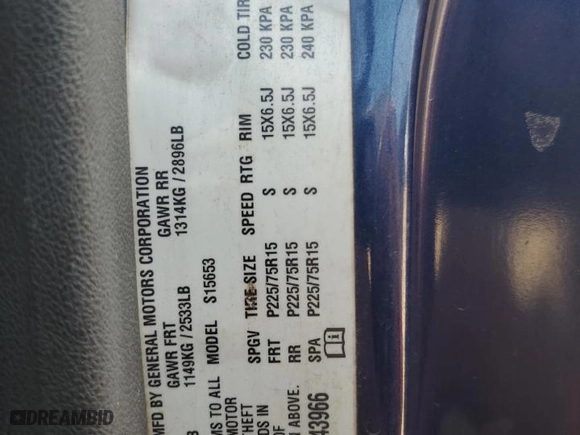 MFD BY GENERAL MOTORS CORPORATION
GAWR FRT GAWR RR
1149KG / 2533LB 1314KG / 2896LB
MS TO ALL MODEL S15653
MOTOR
THEFT SPGV TIRE SIZE SPEED RTG RIM COLD TIR
DS IN FRT P225/75R15 S 15X6.5J 230 KPA
OF RR P225/75R15 S 15X6.5J 230 KPA
N ABOVE. SPA P225/75R15 S 15X6.5J 240 KPA
43966
DREAMBID